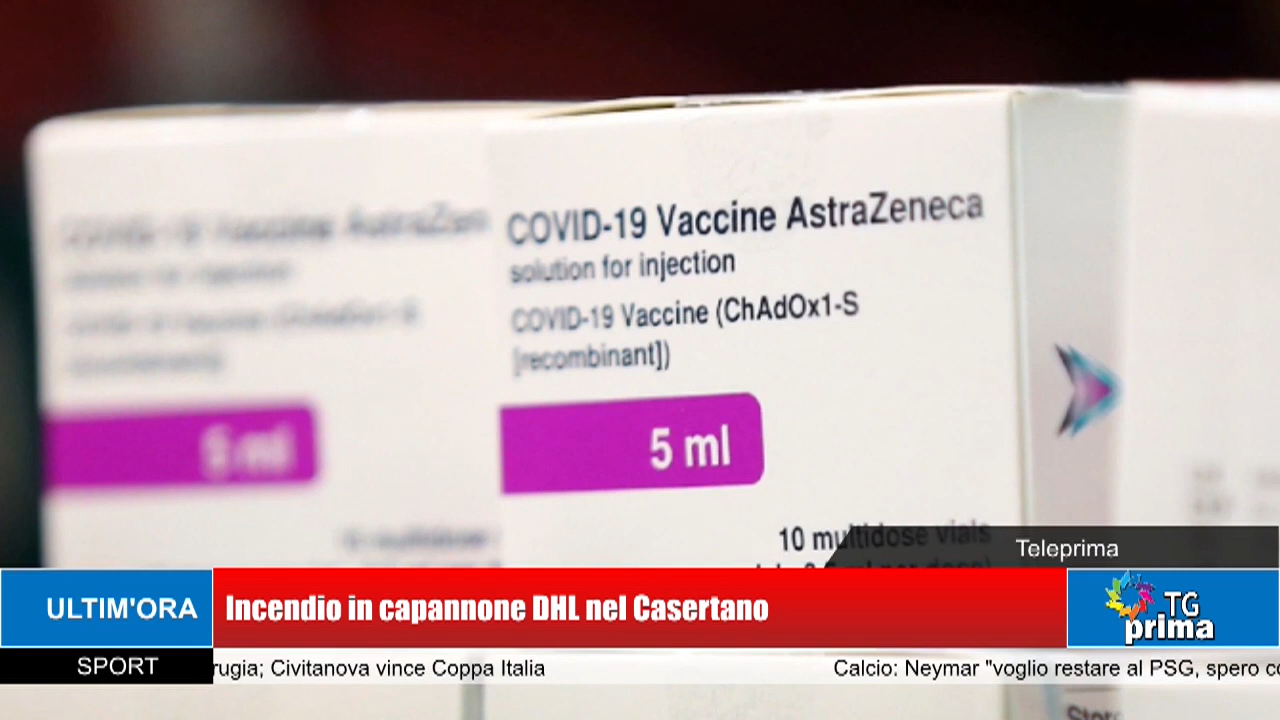 COVID-19 Vaccine AstraZeneca
solution for injection
COVID-19 Vaccine (ChAdOx1-S
[recombinant])
5 ml
5 ml
10 multidose vials
Teleprima
ULTIM'ORA
Incendio in capannone DHL nel Casertano
TG
prima
SPORT
rugia; Civitanova vince Coppa Italia
Calcio: Neymar "voglio restare al PSG, spero co